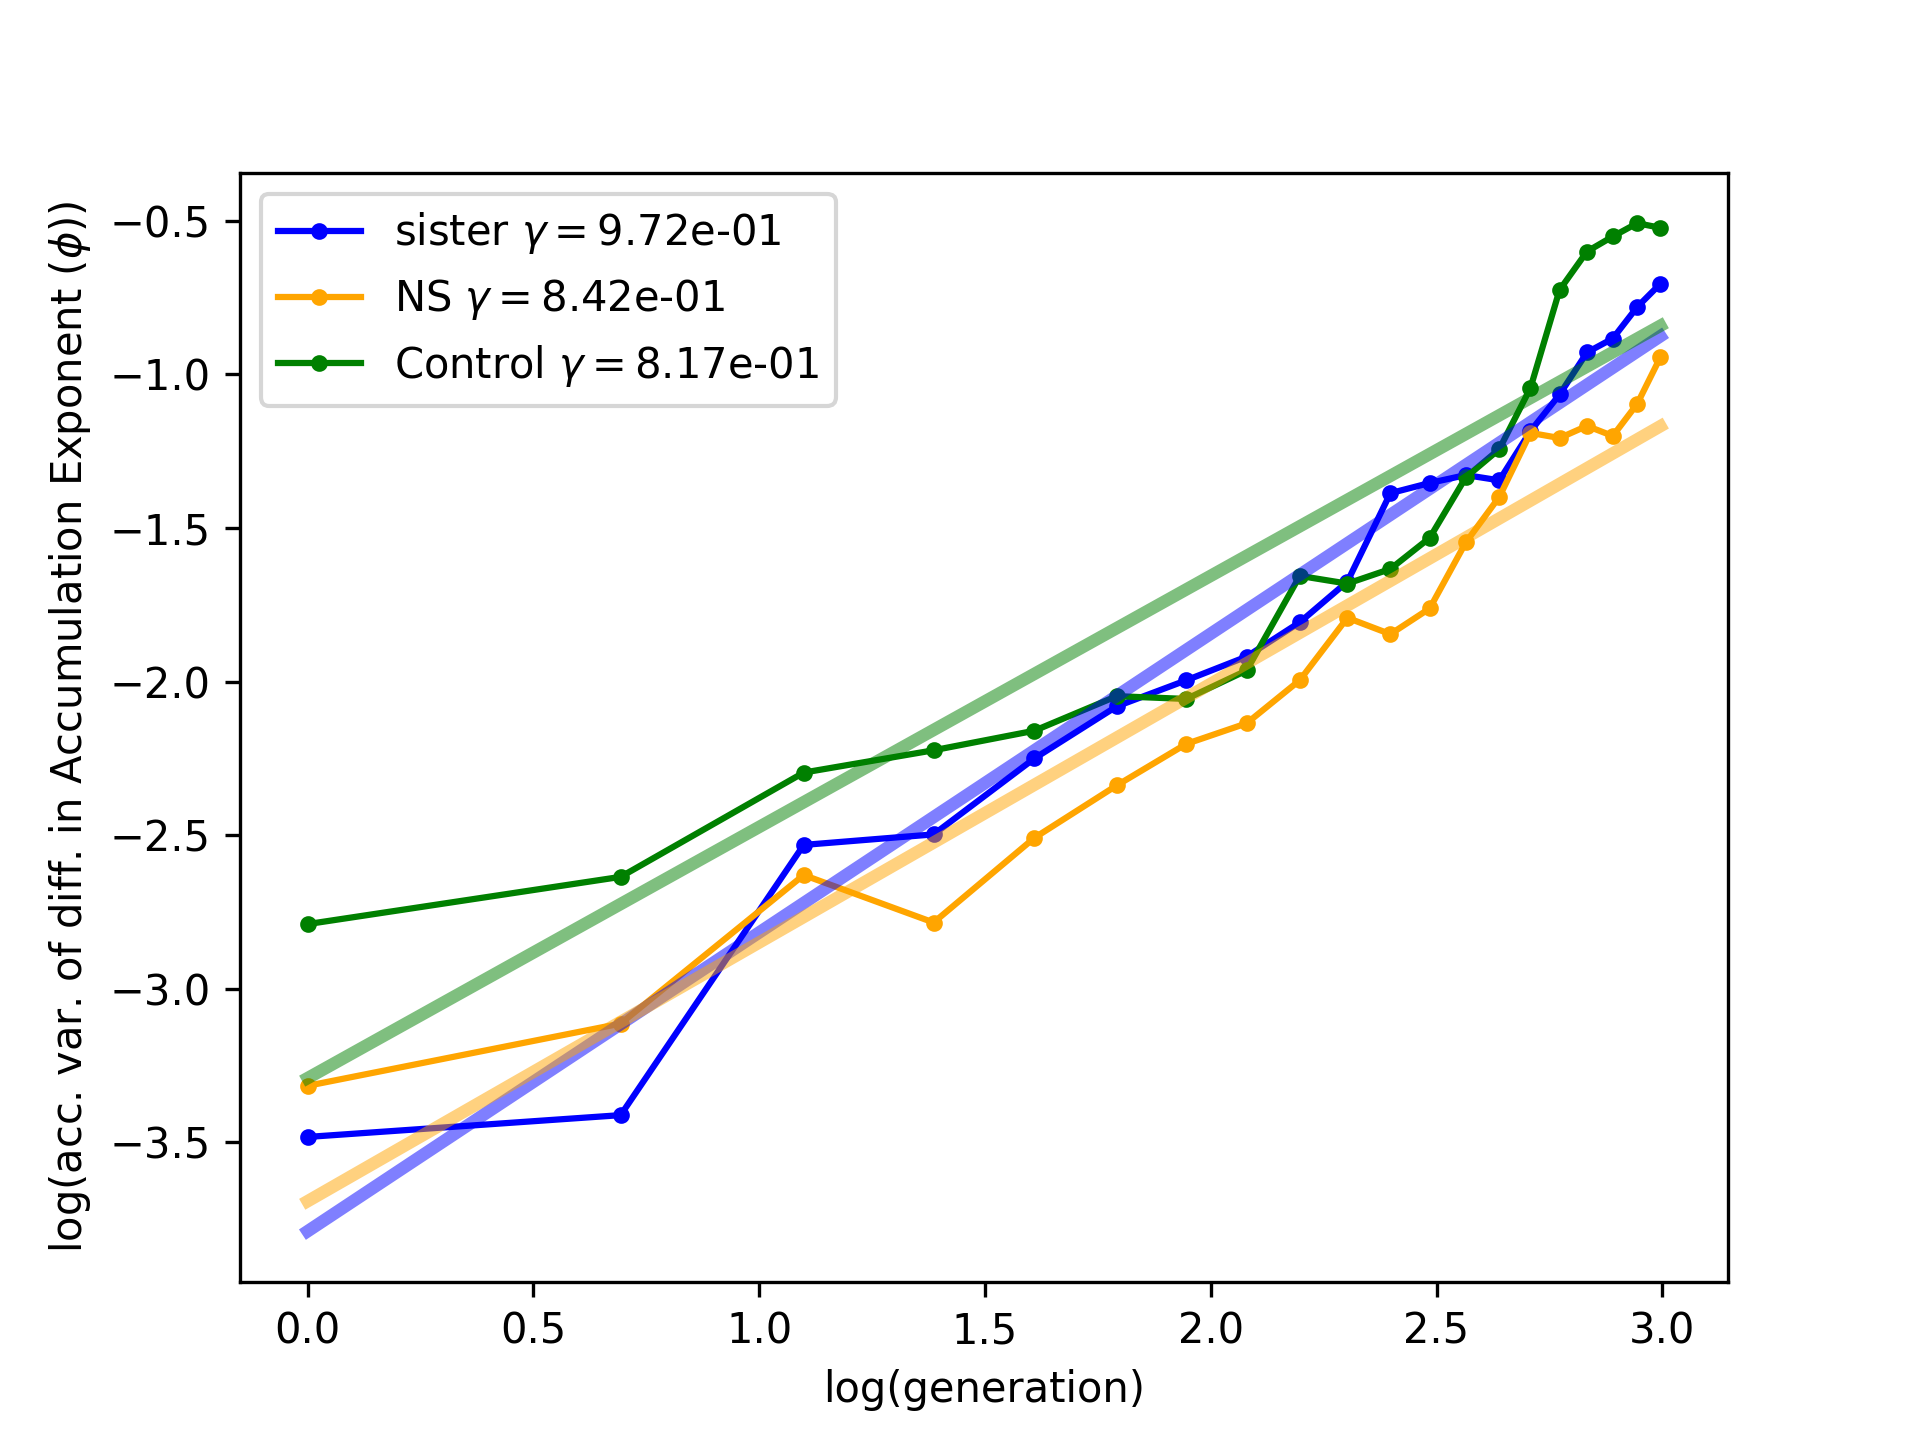 sister γ = 9.72e-01
NS γ = 8.42e-01
Control γ = 8.17e-01
log(acc. var. of diff. in Accumulation Exponent (ϕ))
−0.5
−1.0
−1.5
−2.0
−2.5
−3.0
−3.5
0.0 0.5 1.0 1.5 2.0 2.5 3.0
log(generation)